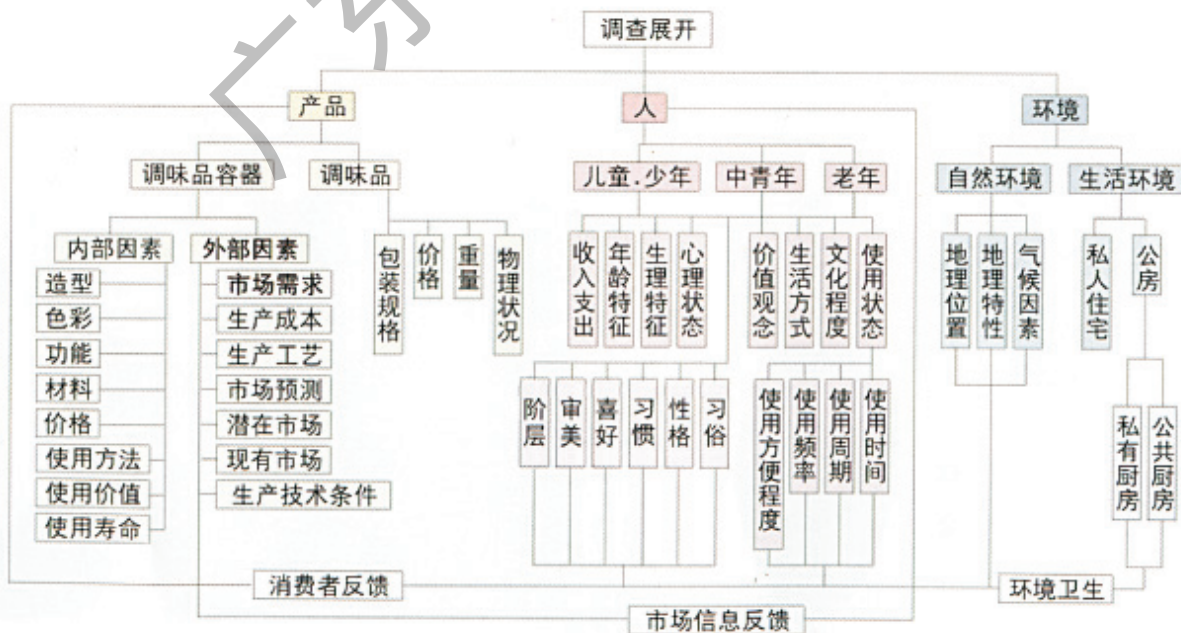 广东
调查展开
产品
人
环境
调味品容器
调味品
儿童.少年
中青年
老年
自然环境
生活环境
内部因素
外部因素
造型
色彩
功能
材料
价格
使用方法
使用价值
使用寿命
市场需求
生产成本
生产工艺
市场预测
潜在市场
现有市场
生产技术条件
包装规格
价格
重量
物理状况
收入支出
年龄特征
生理特征
心理状态
价值观念
生活方式
文化程度
使用状态
阶层
审美
喜好
习惯
性格
习俗
使用方便程度
使用频率
使用周期
使用时间
地理位置
地理特性
气候因素
私人住宅
公房
私有厨房
公共厨房
消费者反馈
环境卫生
市场信息反馈